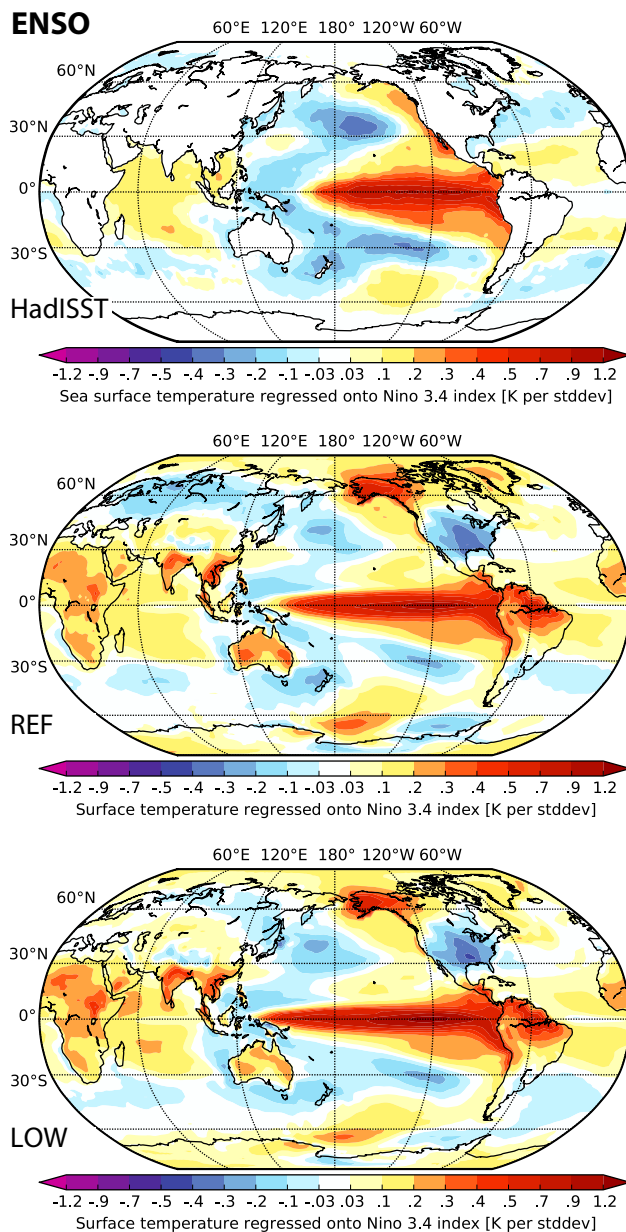 ENSO
60°E 120°E 180° 120°W 60°W
60°N
30°N
0°
30°S
HadISST
-1.2 -.9 -.7 -.5 -.4 -.3 -.2 -.1 -.03 .03 .1 .2 .3 .4 .5 .7 .9 1.2
Sea surface temperature regressed onto Nino 3.4 index [K per stddev]
60°E 120°E 180° 120°W 60°W
60°N
30°N
0°
30°S
REF
-1.2 -.9 -.7 -.5 -.4 -.3 -.2 -.1 -.03 .03 .1 .2 .3 .4 .5 .7 .9 1.2
Surface temperature regressed onto Nino 3.4 index [K per stddev]
60°E 120°E 180° 120°W 60°W
60°N
30°N
0°
30°S
LOW
-1.2 -.9 -.7 -.5 -.4 -.3 -.2 -.1 -.03 .03 .1 .2 .3 .4 .5 .7 .9 1.2
Surface temperature regressed onto Nino 3.4 index [K per stddev]